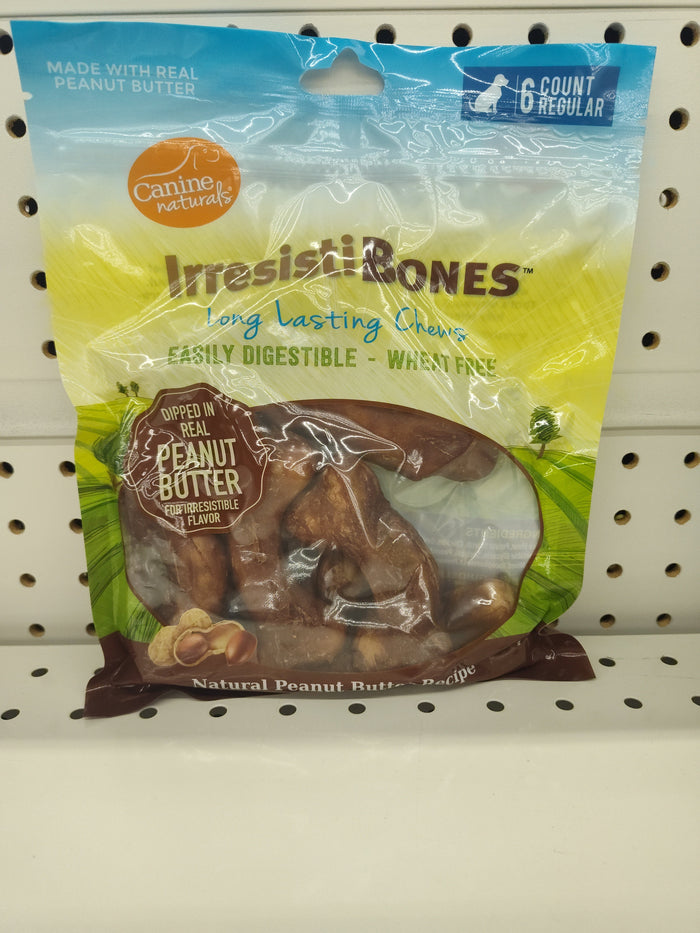 MADE WITH REAL
PEANUT BUTTER
6 COUNT
REGULAR
Canine
naturals®
IrresistiBONES™
Long Lasting Chews
EASILY DIGESTIBLE - WHEAT FREE
DIPPED IN
REAL
PEANUT
BUTTER
FOR IRRESISTIBLE
FLAVOR
Natural Peanut Butter Recipe